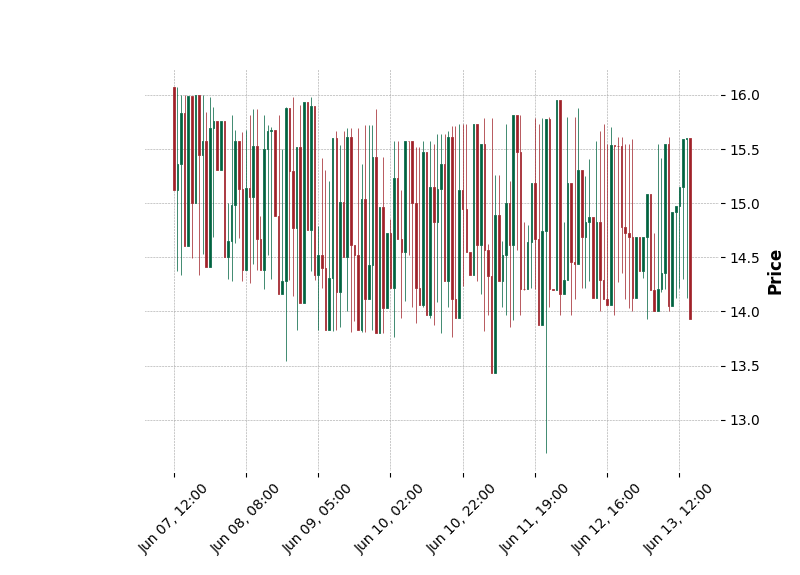 16.0
15.5
15.0
14.5
14.0
13.5
13.0
Price
Jun 07, 12:00
Jun 08, 08:00
Jun 09, 05:00
Jun 10, 02:00
Jun 10, 22:00
Jun 11, 19:00
Jun 12, 16:00
Jun 13, 12:00